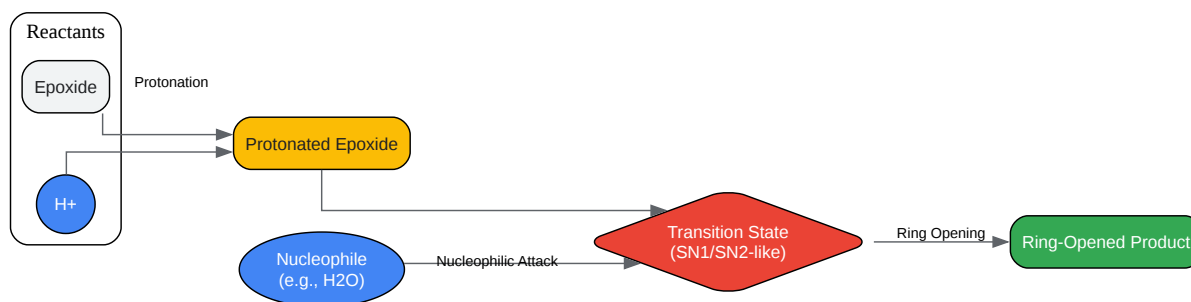 Reactants
Epoxide
Protonation
Protonated Epoxide
H+
Nucleophile
(e.g., H2O)
Nucleophilic Attack
Transition State
(SN1/SN2-like)
Ring Opening
Ring-Opened Product